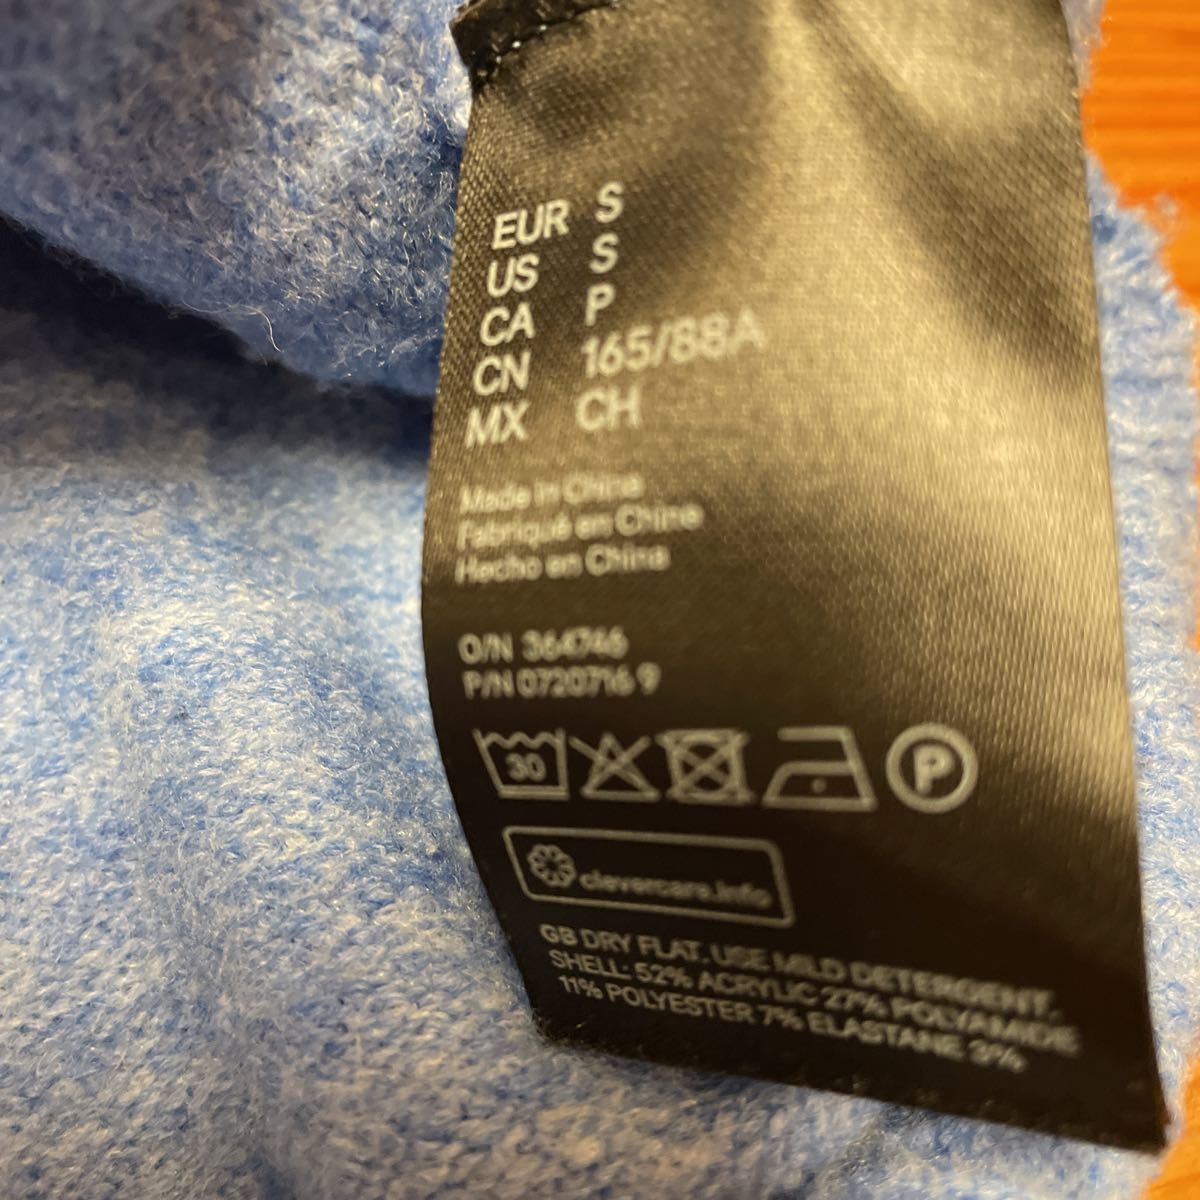 EUR S
US S
CA P
CN 165/88A
MX CH
Made in China
Fabriqué en Chine
Hecho en China
O/N 364746
P/N 0720716 9
30
P
clevercare.info
GB DRY FLAT. USE MILD DETERGENT.
SHELL: 52% ACRYLIC 27% POLYAMIDE
11% POLYESTER 7% ELASTANE 3%